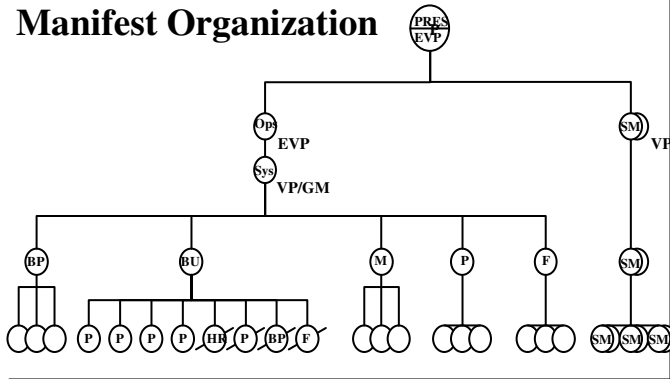 Manifest Organization
PRES
EVP
Ops
EVP
SM
VP
Sys
VP/GM
BP
BU
M
P
F
SM
P
P
P
P
HR
P
BP
F
SM
SM
SM